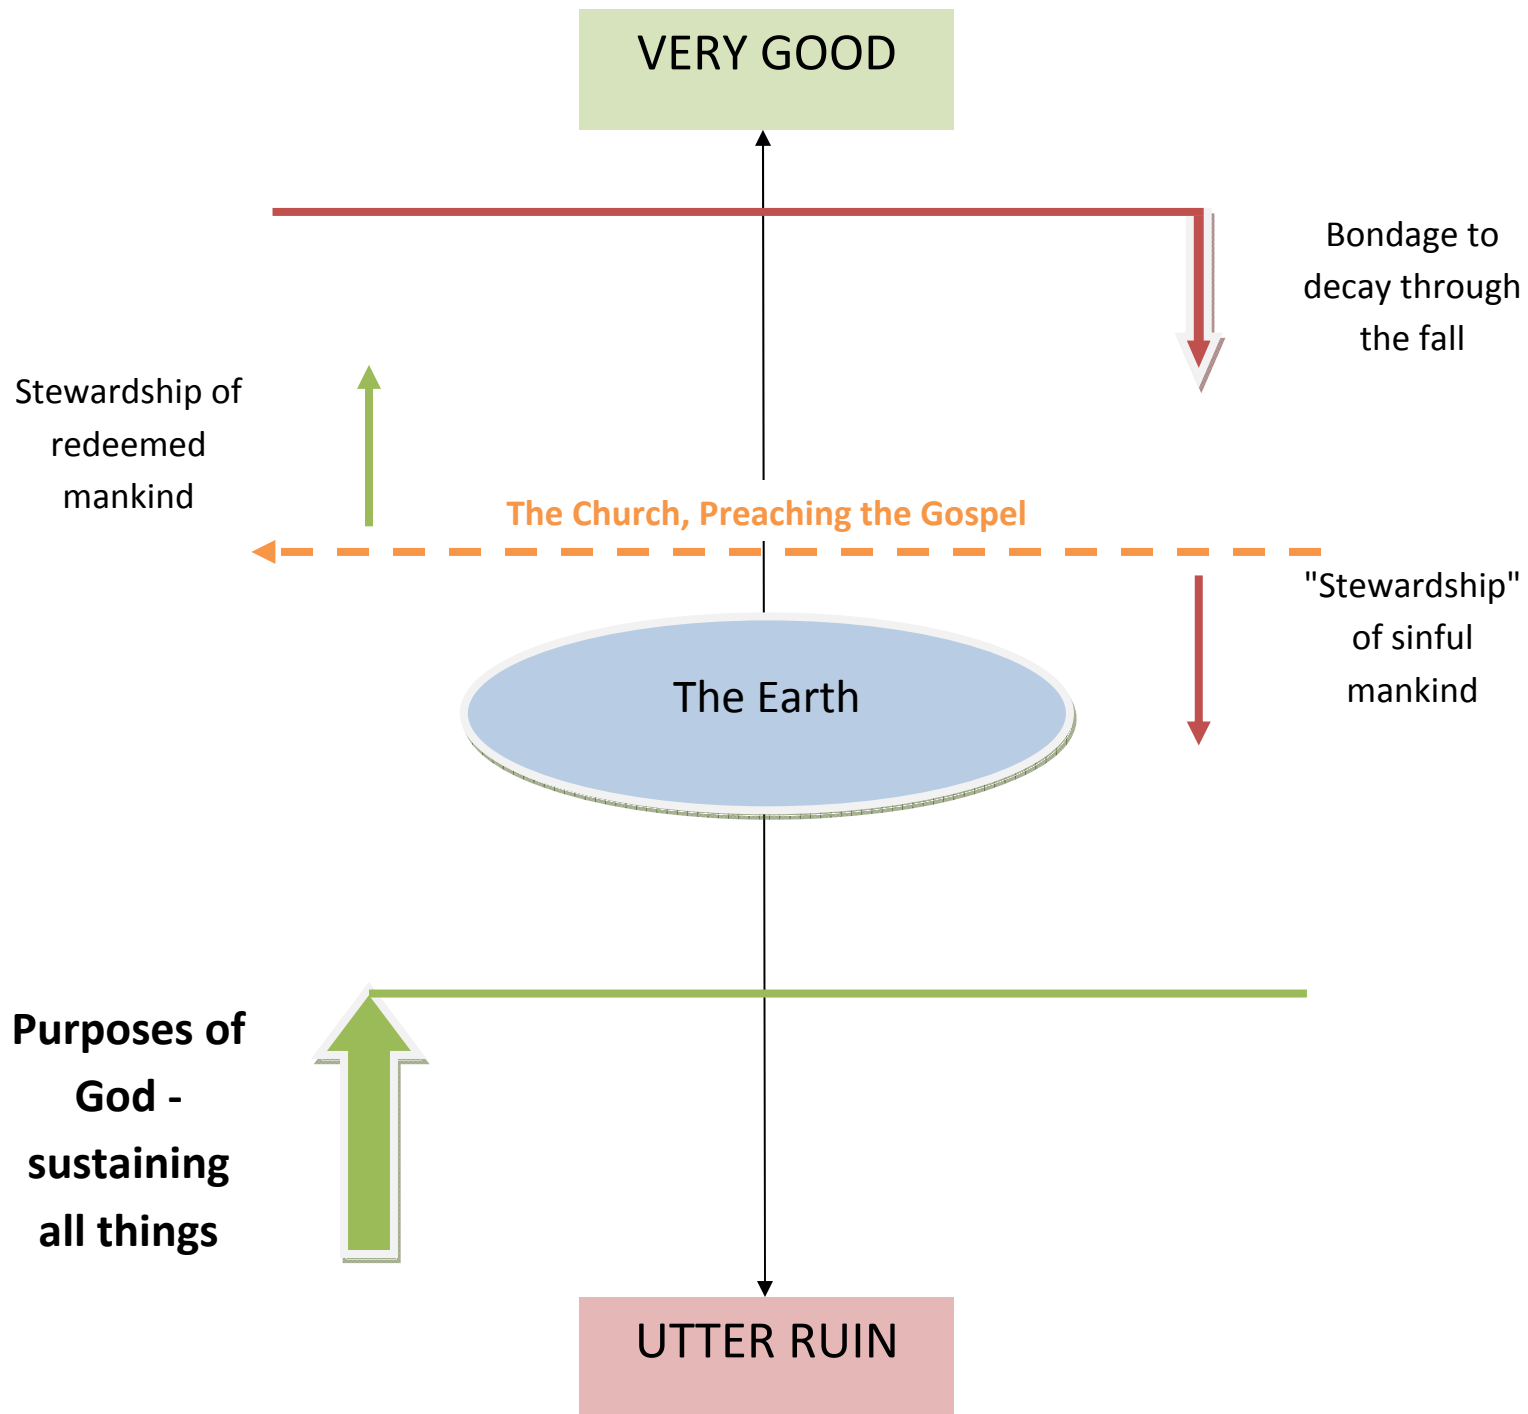 VERY GOOD
Bondage to
decay through
the fall
Stewardship of
redeemed
mankind
The Church, Preaching the Gospel
"Stewardship"
of sinful
mankind
The Earth
Purposes of
God -
sustaining
all things
UTTER RUIN